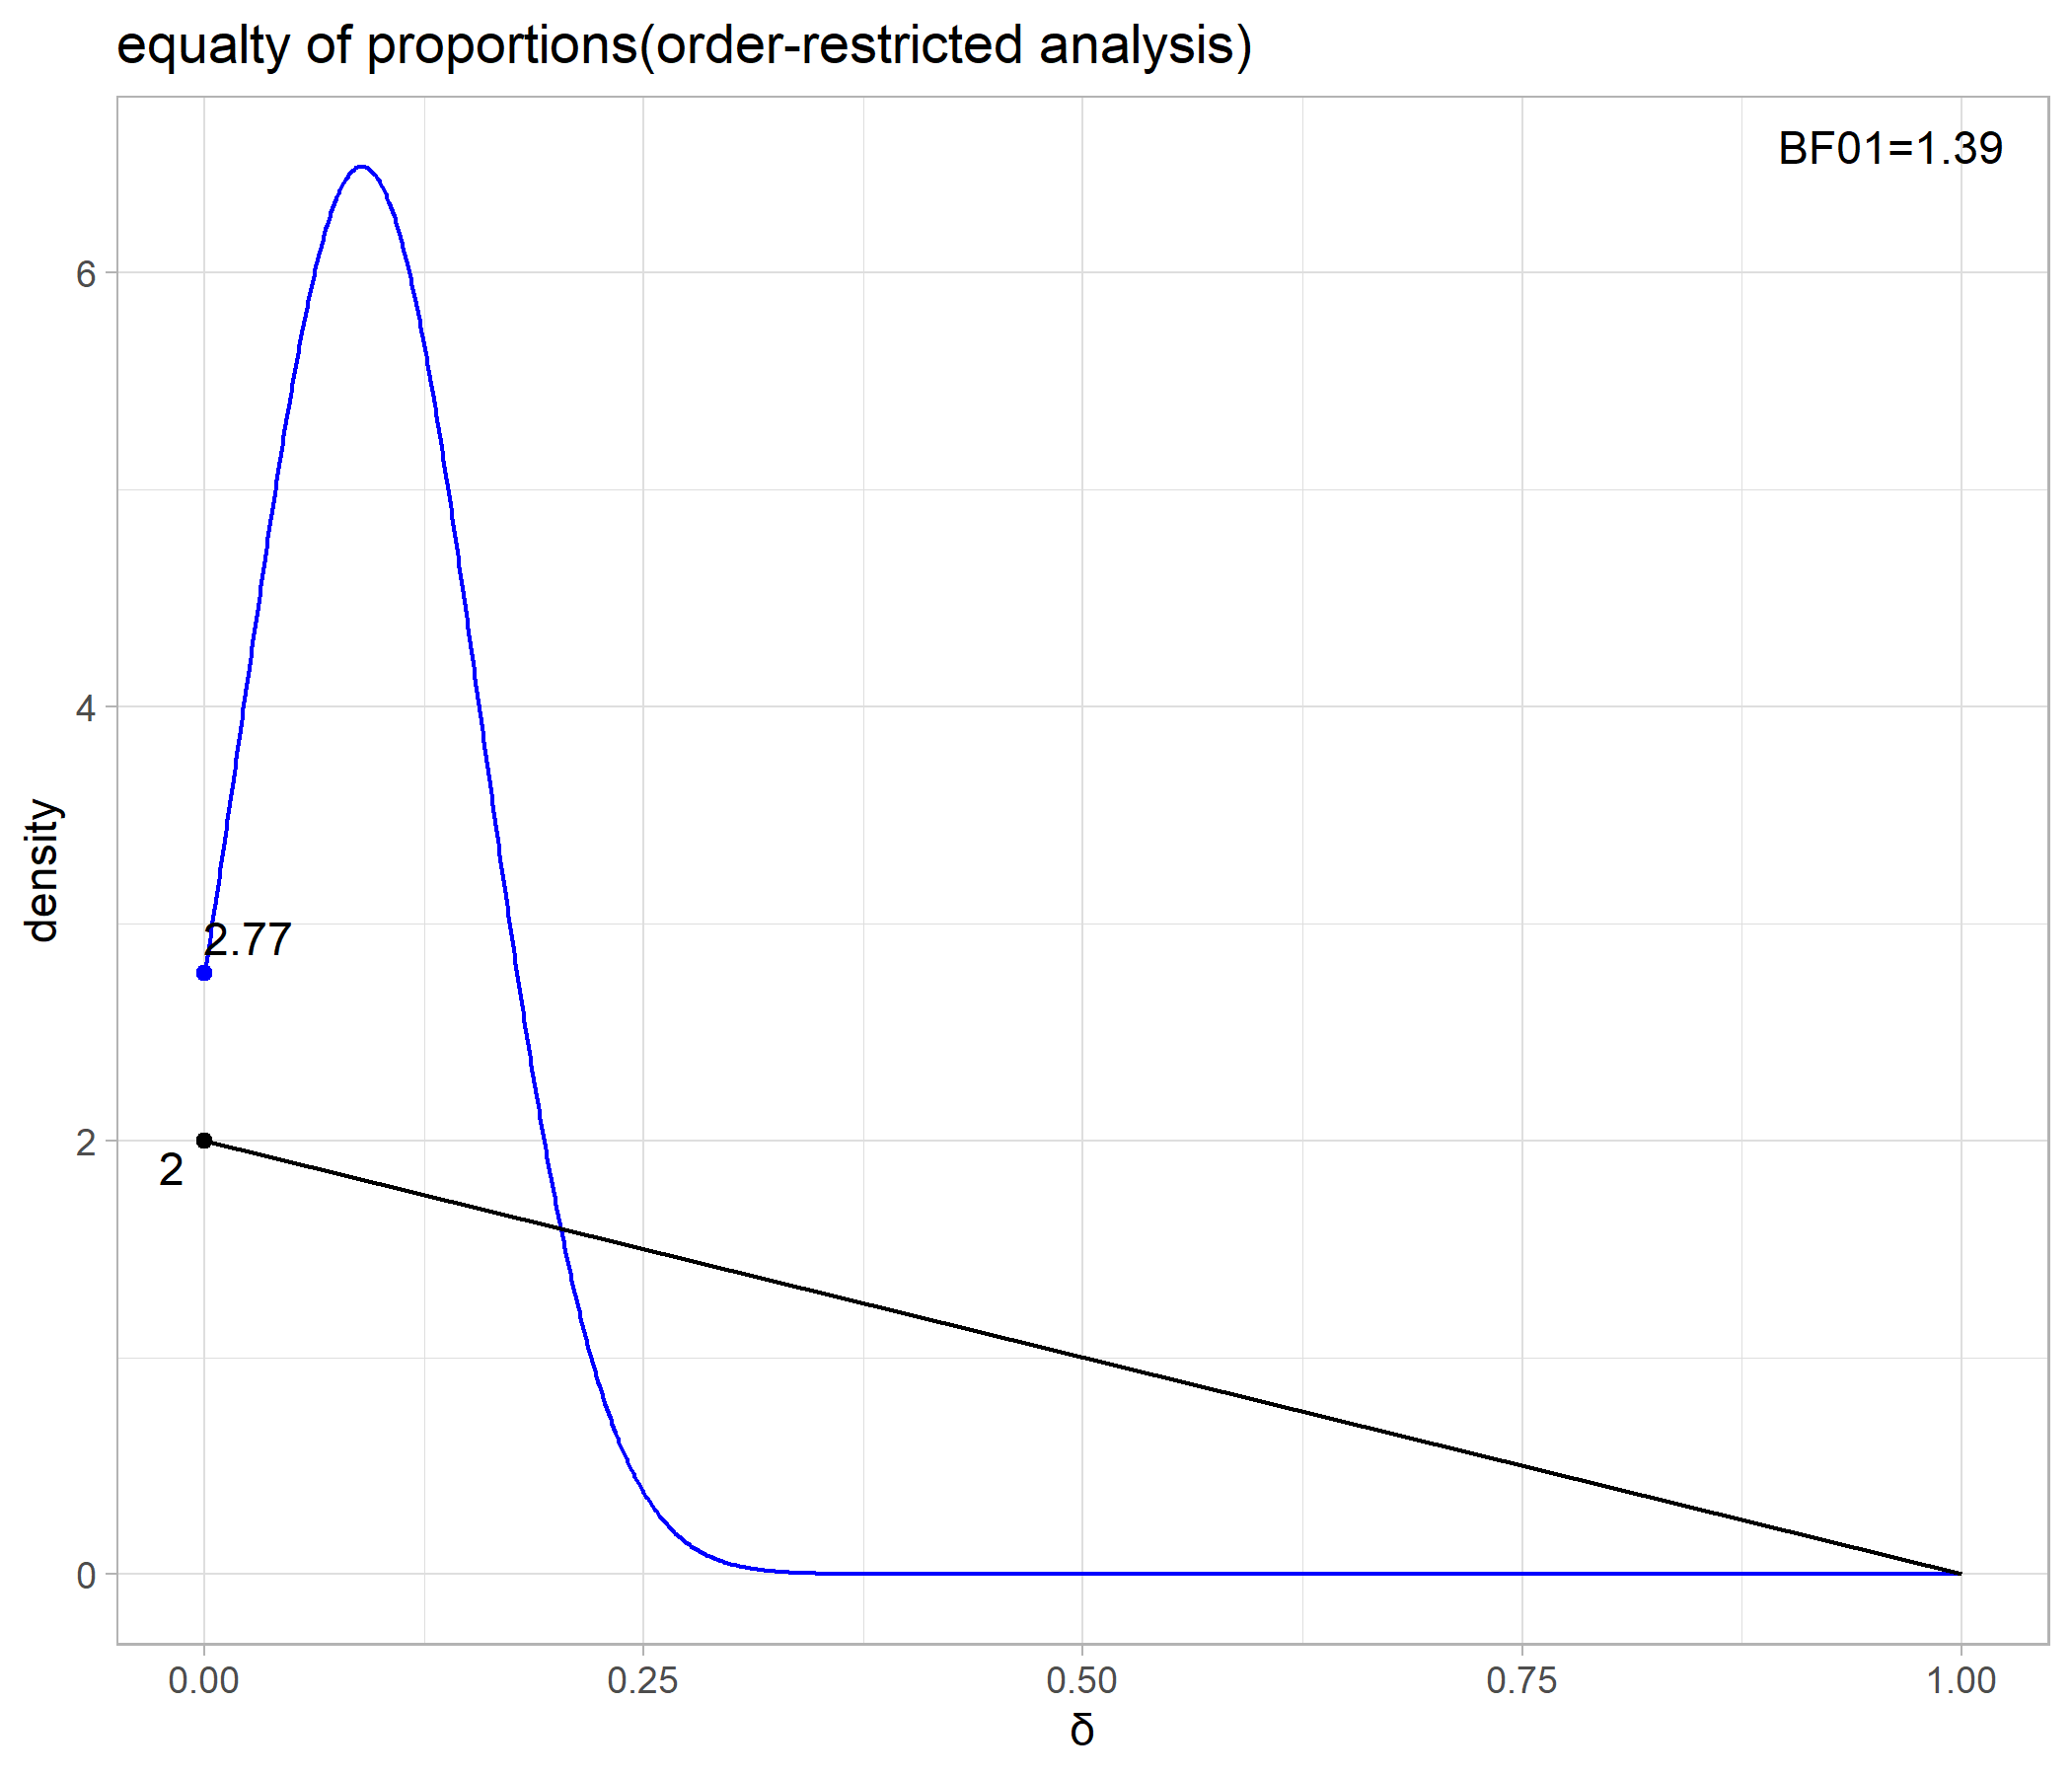 equalty of proportions(order-restricted analysis)
BF01=1.39
6
4
density
2.77
2
2
0
0.00 0.25 0.50 0.75 1.00
δ